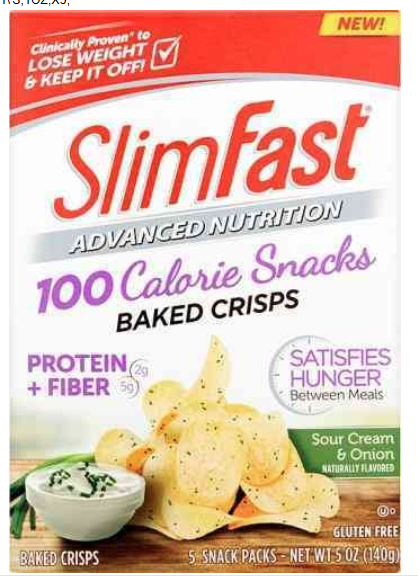 NEW!
Clinically Proven* to
LOSE WEIGHT
& KEEP IT OFF!
SlimFast®
ADVANCED NUTRITION
100 Calorie Snacks
BAKED CRISPS
PROTEIN 2g
+ FIBER 5g
SATISFIES
HUNGER
Between Meals
Sour Cream
& Onion
NATURALLY FLAVORED
GLUTEN FREE
BAKED CRISPS
5 SNACK PACKS - NET WT 5 OZ (140g)